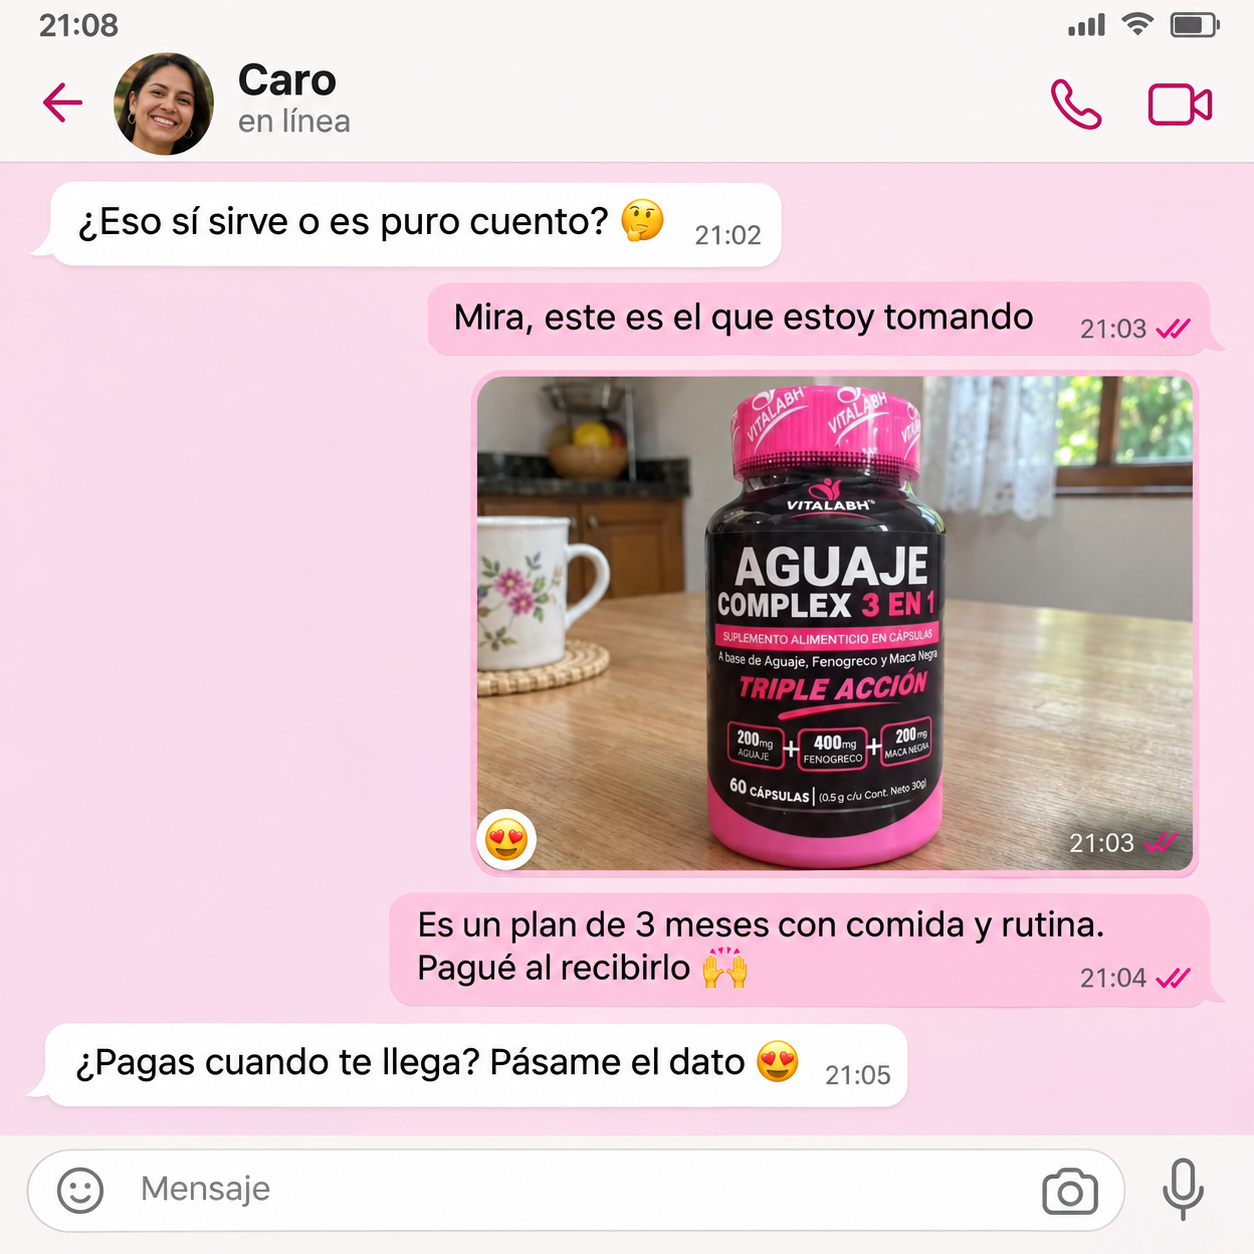 21:08
Caro
en línea
¿Eso sí sirve o es puro cuento? 🤔 21:02
Mira, este es el que estoy tomando 21:03
VITALABH VITALABH
VITALABH
AGUAJE
COMPLEX 3 EN 1
SUPLEMENTO ALIMENTICIO EN CÁPSULAS
A base de Aguaje, Fenogreco y Maca Negra
TRIPLE ACCIÓN
200mg + 400mg + 200mg
AGUAJE FENOGRECO MACA NEGRA
60 CÁPSULAS | (0.5 g c/u Cont. Neto 30g)
😍 21:03
Es un plan de 3 meses con comida y rutina.
Pagué al recibirlo 🙌 21:04
¿Pagas cuando te llega? Pásame el dato 😍 21:05
Mensaje